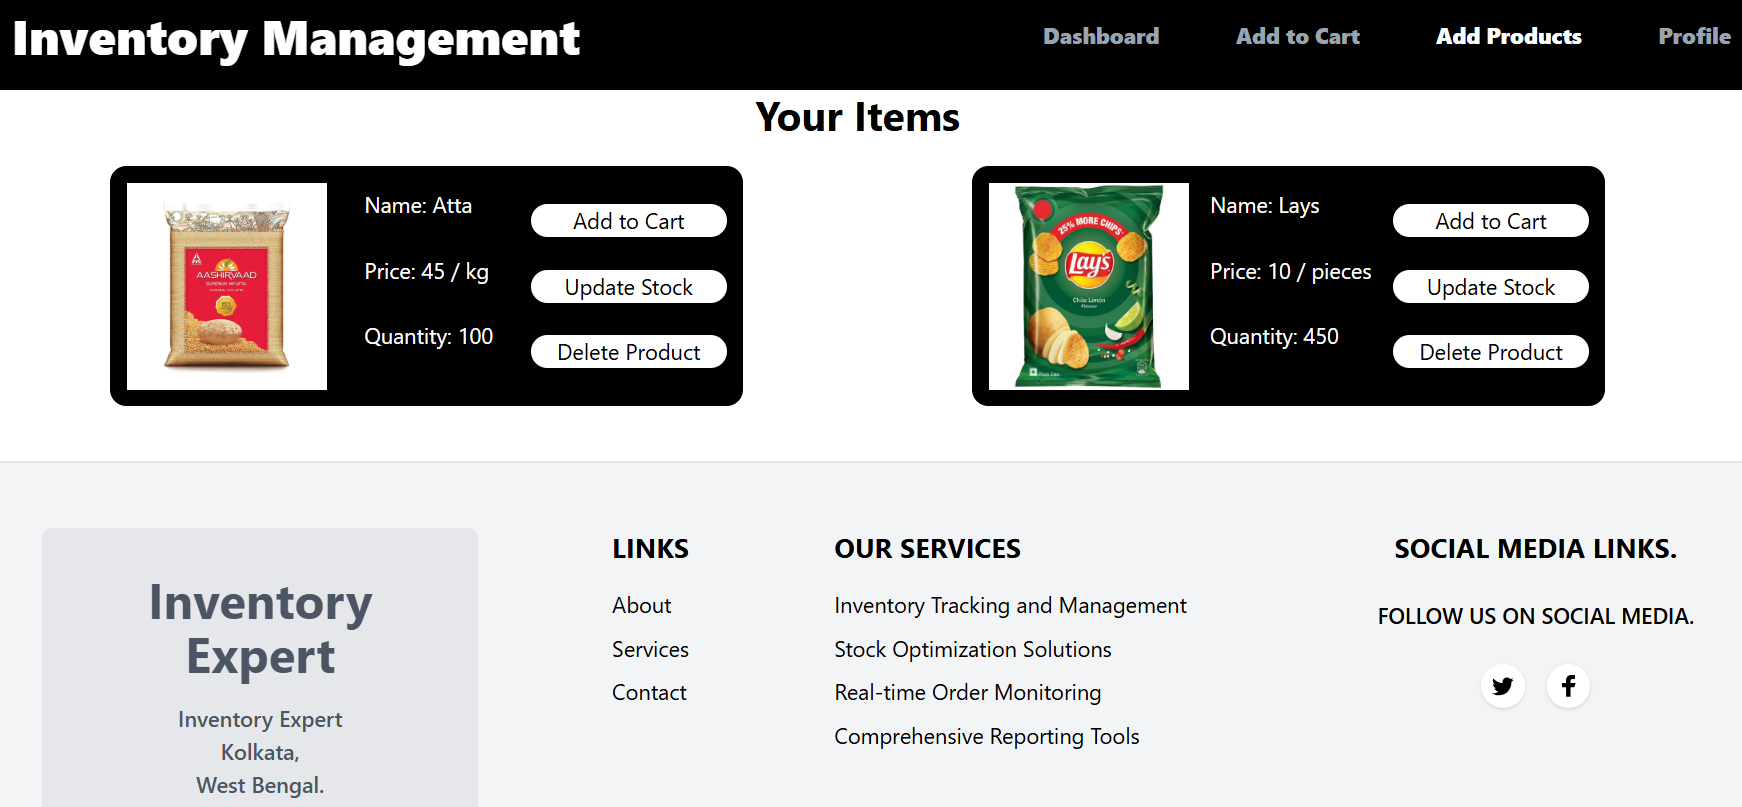 Inventory Management
Dashboard
Add to Cart
Add Products
Profile
Your Items
AASHIRVAAD
Name: Atta
Price: 45 / kg
Quantity: 100
Add to Cart
Update Stock
Delete Product
25% MORE CHIPS
Lay's
Chile Limón
Flavour
Name: Lays
Price: 10 / pieces
Quantity: 450
Add to Cart
Update Stock
Delete Product
Inventory
Expert
Inventory Expert
Kolkata,
West Bengal.
LINKS
About
Services
Contact
OUR SERVICES
Inventory Tracking and Management
Stock Optimization Solutions
Real-time Order Monitoring
Comprehensive Reporting Tools
SOCIAL MEDIA LINKS.
FOLLOW US ON SOCIAL MEDIA.